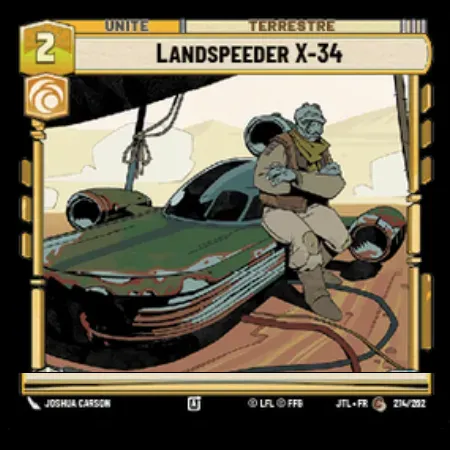 2
UNITÉ
TERRESTRE
LANDSPEEDER X-34
JOSHUA CARSON
Ⓒ LFL Ⓟ FFG
JTL • FR
214/262